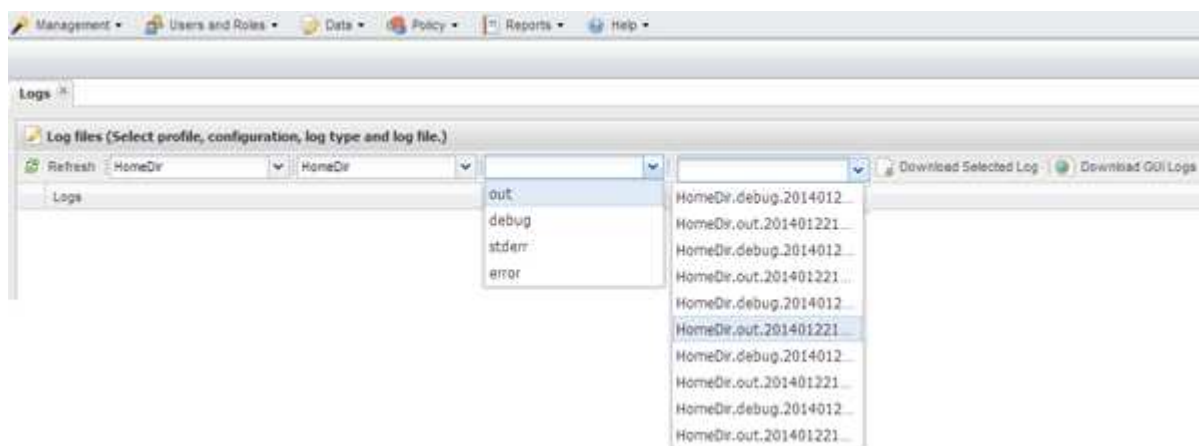 Management Users and Roles Data Policy Reports Help
Logs
Log files (Select profile, configuration, log type and log file.)
Refresh HomeDir HomeDir Download Selected Log Download GUI Logs
Logs
out
debug
stderr
error
HomeDir.debug.2014012...
HomeDir.out.201401221...
HomeDir.debug.2014012...
HomeDir.out.201401221...
HomeDir.debug.2014012...
HomeDir.out.201401221...
HomeDir.debug.2014012...
HomeDir.out.201401221...
HomeDir.debug.2014012...
HomeDir.out.201401221...